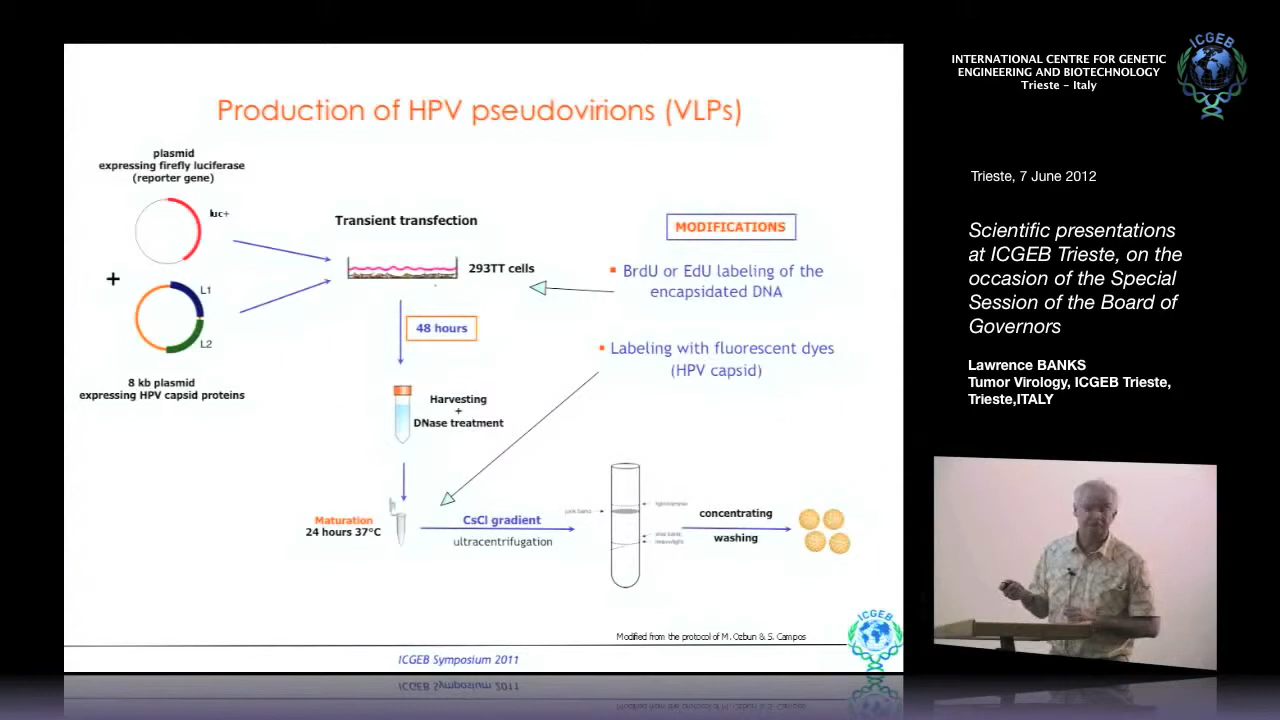 Production of HPV pseudovirions (VLPs)
plasmid
expressing firefly luciferase
(reporter gene)
luc+
+
L1
L2
8 kb plasmid
expressing HPV capsid proteins
Transient transfection
293TT cells
48 hours
Harvesting
+
DNase treatment
Maturation
24 hours 37°C
CsCl gradient
ultracentrifugation
concentrating
washing
MODIFICATIONS
BrdU or EdU labeling of the
encapsidated DNA
Labeling with fluorescent dyes
(HPV capsid)
Modified from the protocol of M. Ozbun & S. Campos
ICGEB Symposium 2011
ICGEB
INTERNATIONAL CENTRE FOR GENETIC
ENGINEERING AND BIOTECHNOLOGY
Trieste - Italy
ICGEB
Trieste, 7 June 2012
Scientific presentations
at ICGEB Trieste, on the
occasion of the Special
Session of the Board of
Governors
Lawrence BANKS
Tumor Virology, ICGEB Trieste,
Trieste,ITALY